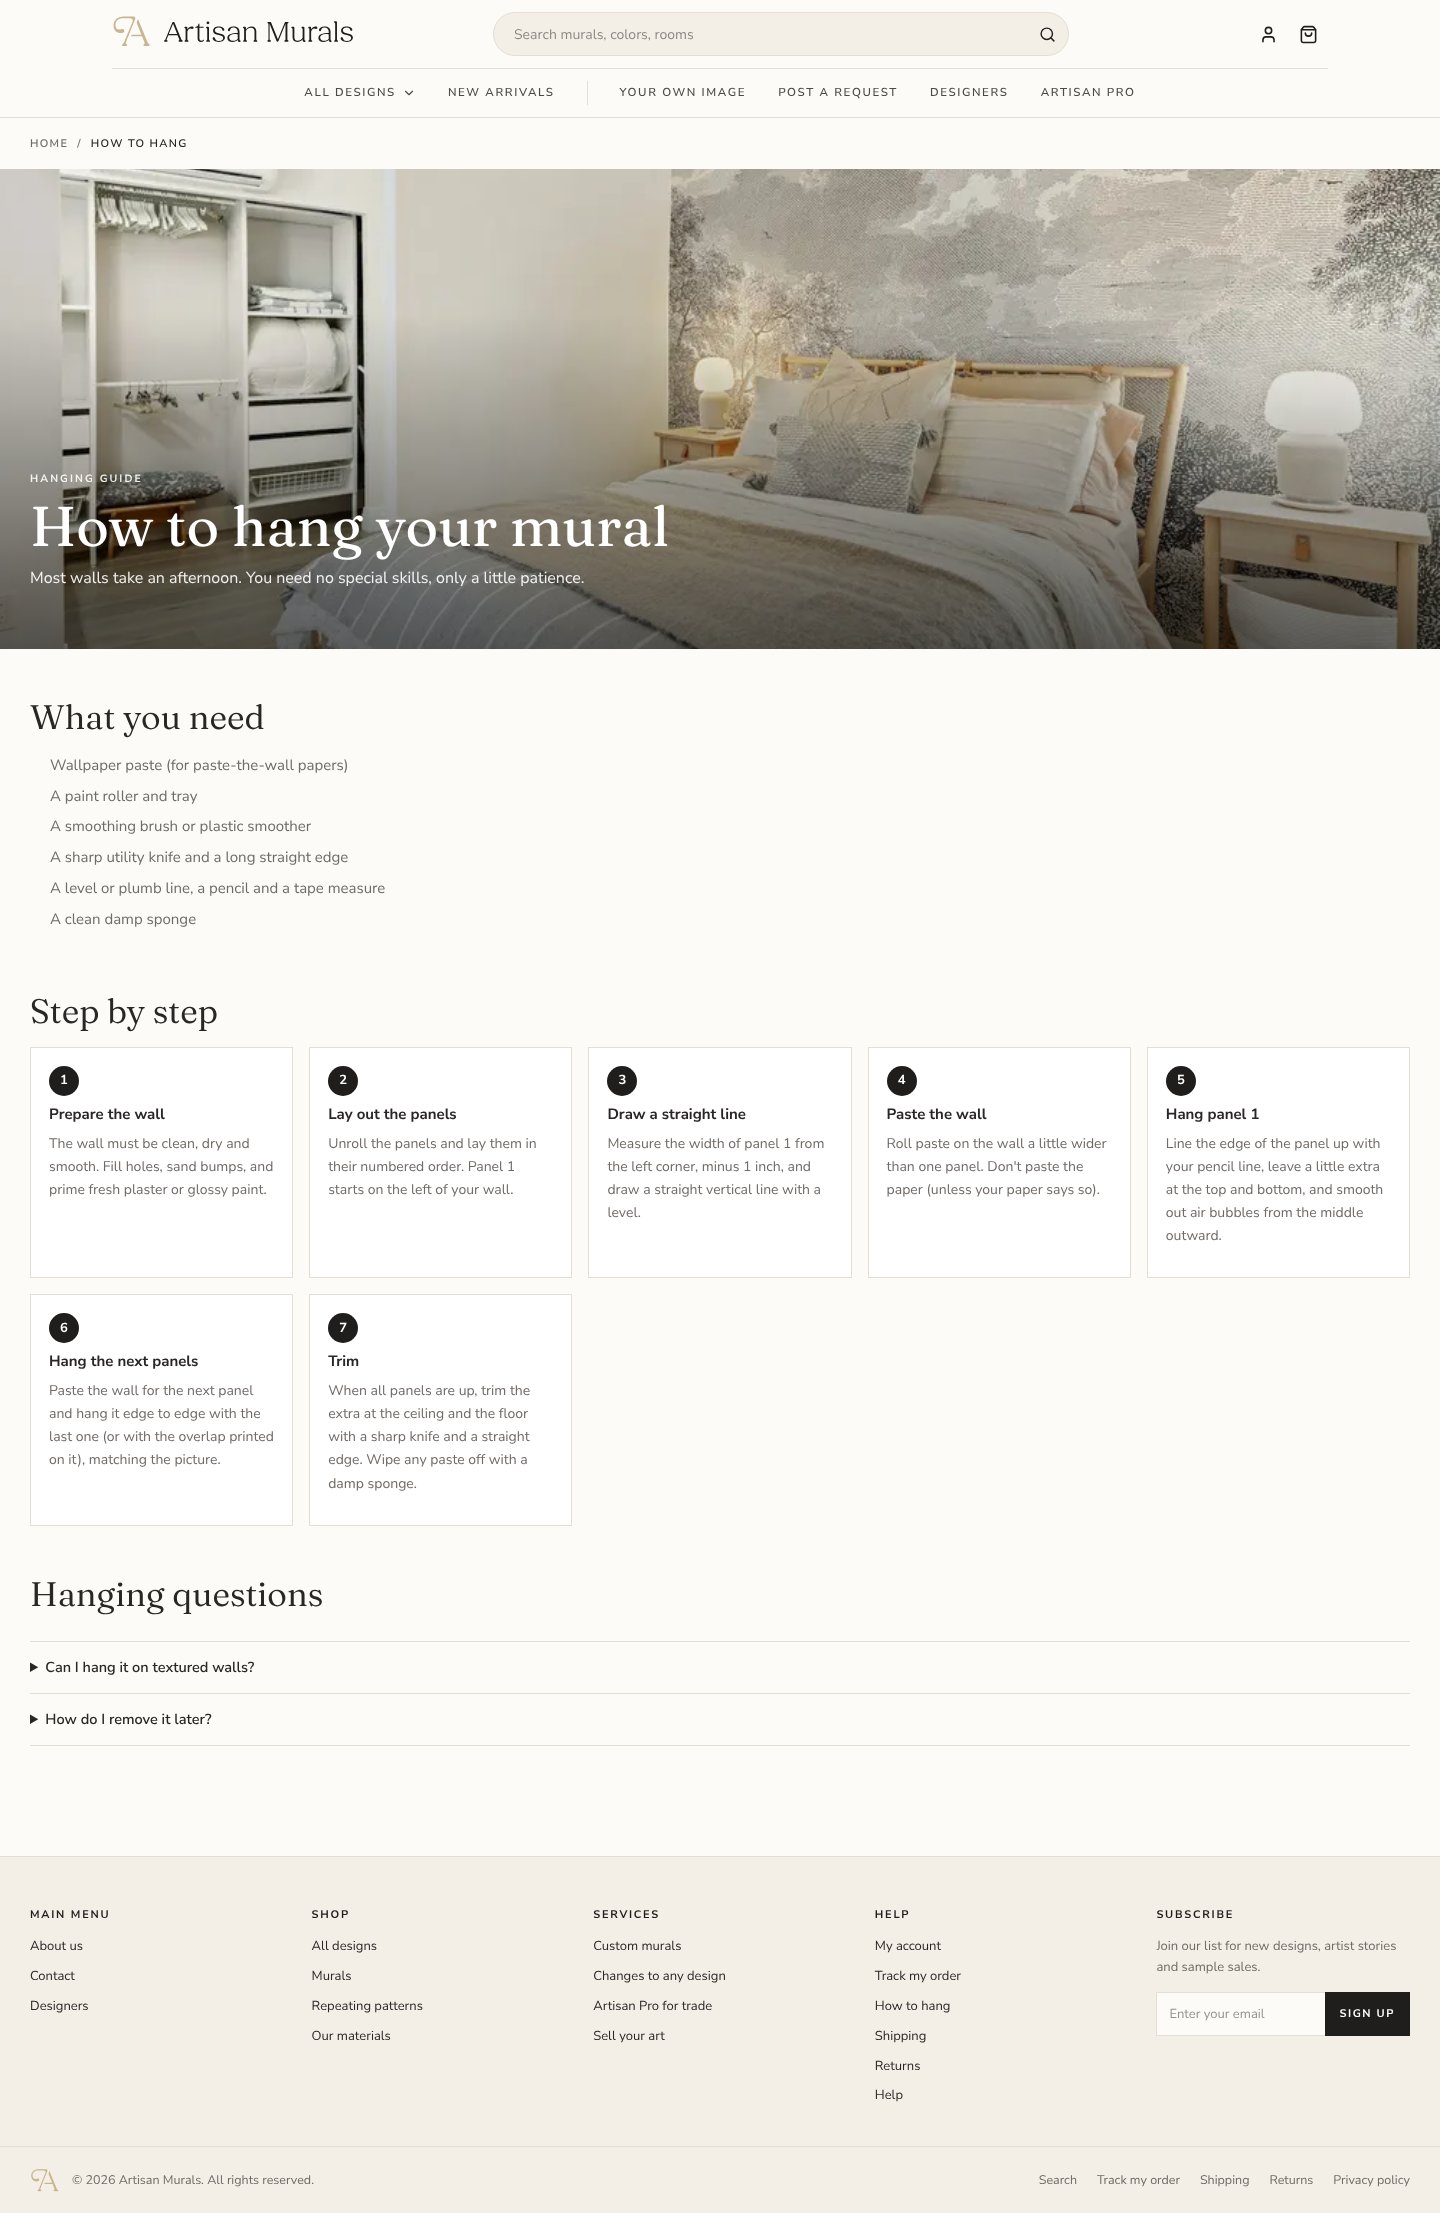 Artisan Murals
Search murals, colors, rooms
ALL DESIGNS
NEW ARRIVALS
YOUR OWN IMAGE
POST A REQUEST
DESIGNERS
ARTISAN PRO
HOME / HOW TO HANG
HANGING GUIDE
How to hang your mural
Most walls take an afternoon. You need no special skills, only a little patience.
What you need
Wallpaper paste (for paste-the-wall papers)
A paint roller and tray
A smoothing brush or plastic smoother
A sharp utility knife and a long straight edge
A level or plumb line, a pencil and a tape measure
A clean damp sponge
Step by step
1
Prepare the wall
The wall must be clean, dry and
smooth. Fill holes, sand bumps, and
prime fresh plaster or glossy paint.
2
Lay out the panels
Unroll the panels and lay them in
their numbered order. Panel 1
starts on the left of your wall.
3
Draw a straight line
Measure the width of panel 1 from
the left corner, minus 1 inch, and
draw a straight vertical line with a
level.
4
Paste the wall
Roll paste on the wall a little wider
than one panel. Don't paste the
paper (unless your paper says so).
5
Hang panel 1
Line the edge of the panel up with
your pencil line, leave a little extra
at the top and bottom, and smooth
out air bubbles from the middle
outward.
6
Hang the next panels
Paste the wall for the next panel
and hang it edge to edge with the
last one (or with the overlap printed
on it), matching the picture.
7
Trim
When all panels are up, trim the
extra at the ceiling and the floor
with a sharp knife and a straight
edge. Wipe any paste off with a
damp sponge.
Hanging questions
Can I hang it on textured walls?
How do I remove it later?
MAIN MENU
About us
Contact
Designers
SHOP
All designs
Murals
Repeating patterns
Our materials
SERVICES
Custom murals
Changes to any design
Artisan Pro for trade
Sell your art
HELP
My account
Track my order
How to hang
Shipping
Returns
Help
SUBSCRIBE
Join our list for new designs, artist stories
and sample sales.
Enter your email
SIGN UP
© 2026 Artisan Murals. All rights reserved.
Search
Track my order
Shipping
Returns
Privacy policy